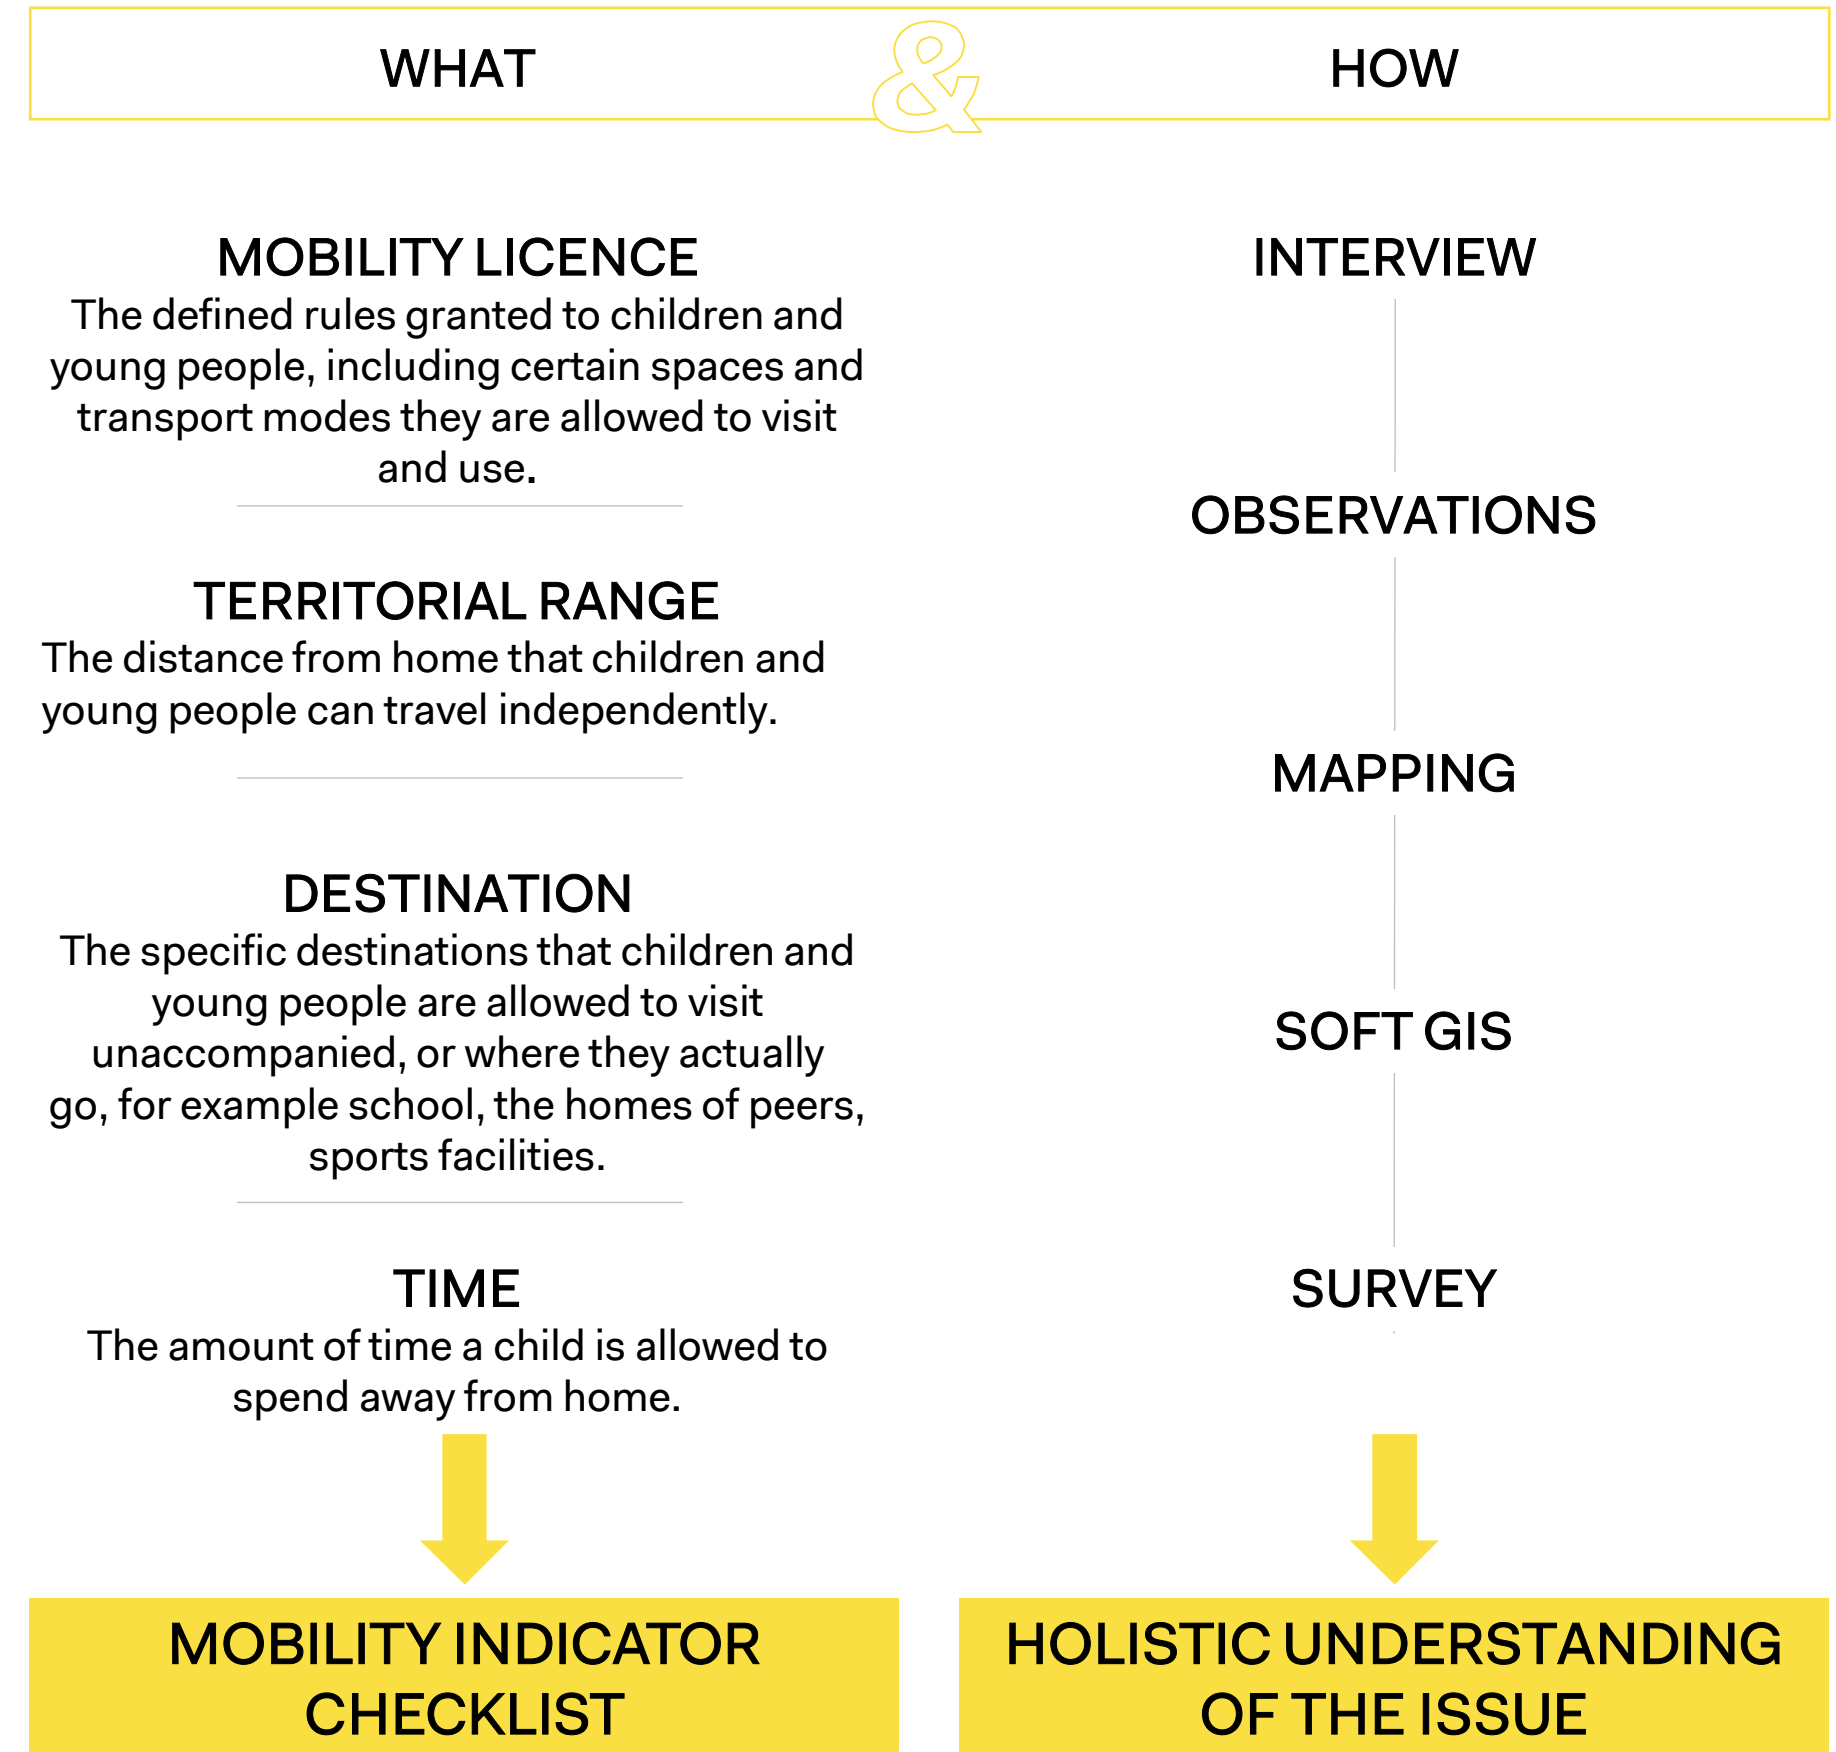 WHAT & HOW
MOBILITY LICENCE
The defined rules granted to children and
young people, including certain spaces and
transport modes they are allowed to visit
and use.
TERRITORIAL RANGE
The distance from home that children and
young people can travel independently.
DESTINATION
The specific destinations that children and
young people are allowed to visit
unaccompanied, or where they actually
go, for example school, the homes of peers,
sports facilities.
TIME
The amount of time a child is allowed to
spend away from home.
MOBILITY INDICATOR
CHECKLIST
INTERVIEW
OBSERVATIONS
MAPPING
SOFT GIS
SURVEY
HOLISTIC UNDERSTANDING
OF THE ISSUE